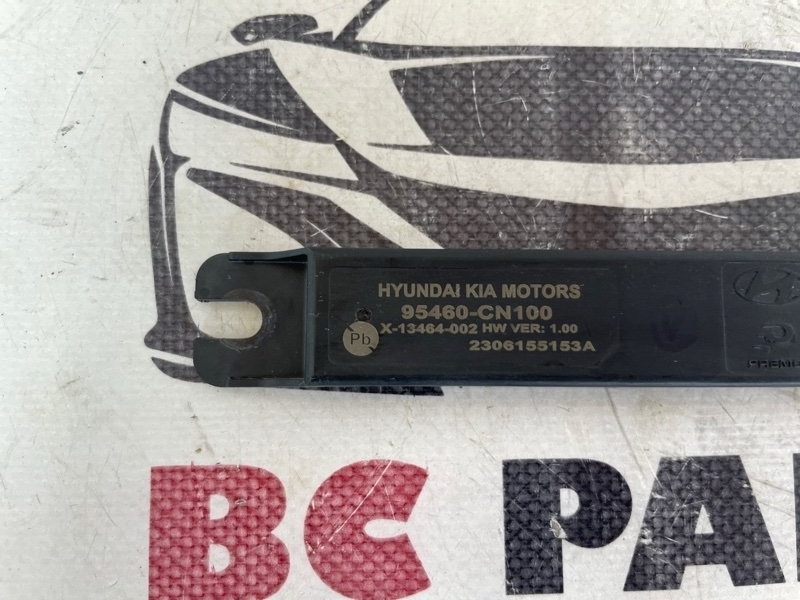 HYUNDAI KIA MOTORS
95460-CN100
X-13464-002 HW VER: 1.00
Pb
2306155153A
BC PA